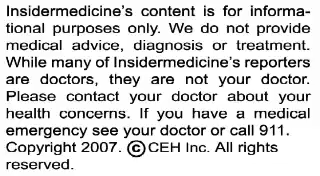 Insidermedicine's content is for informa-
tional purposes only. We do not provide
medical advice, diagnosis or treatment.
While many of Insidermedicine's reporters
are doctors, they are not your doctor.
Please contact your doctor about your
health concerns. If you have a medical
emergency see your doctor or call 911.
Copyright 2007. © CEH Inc. All rights
reserved.